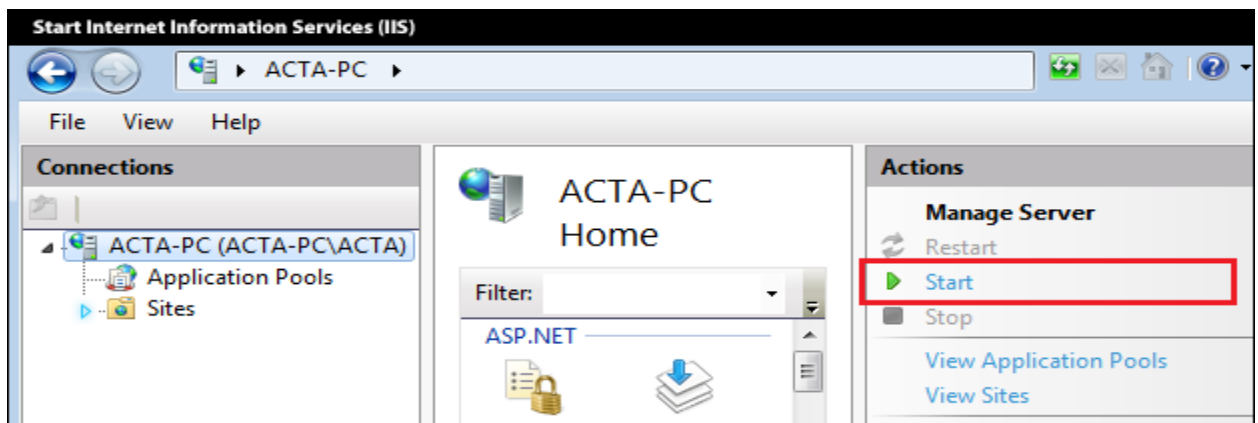 Start Internet Information Services (IIS)
ACTA-PC
File View Help
Connections
ACTA-PC (ACTA-PC\ACTA)
Application Pools
Sites
ACTA-PC
Home
Filter:
ASP.NET
Actions
Manage Server
Restart
Start
Stop
View Application Pools
View Sites